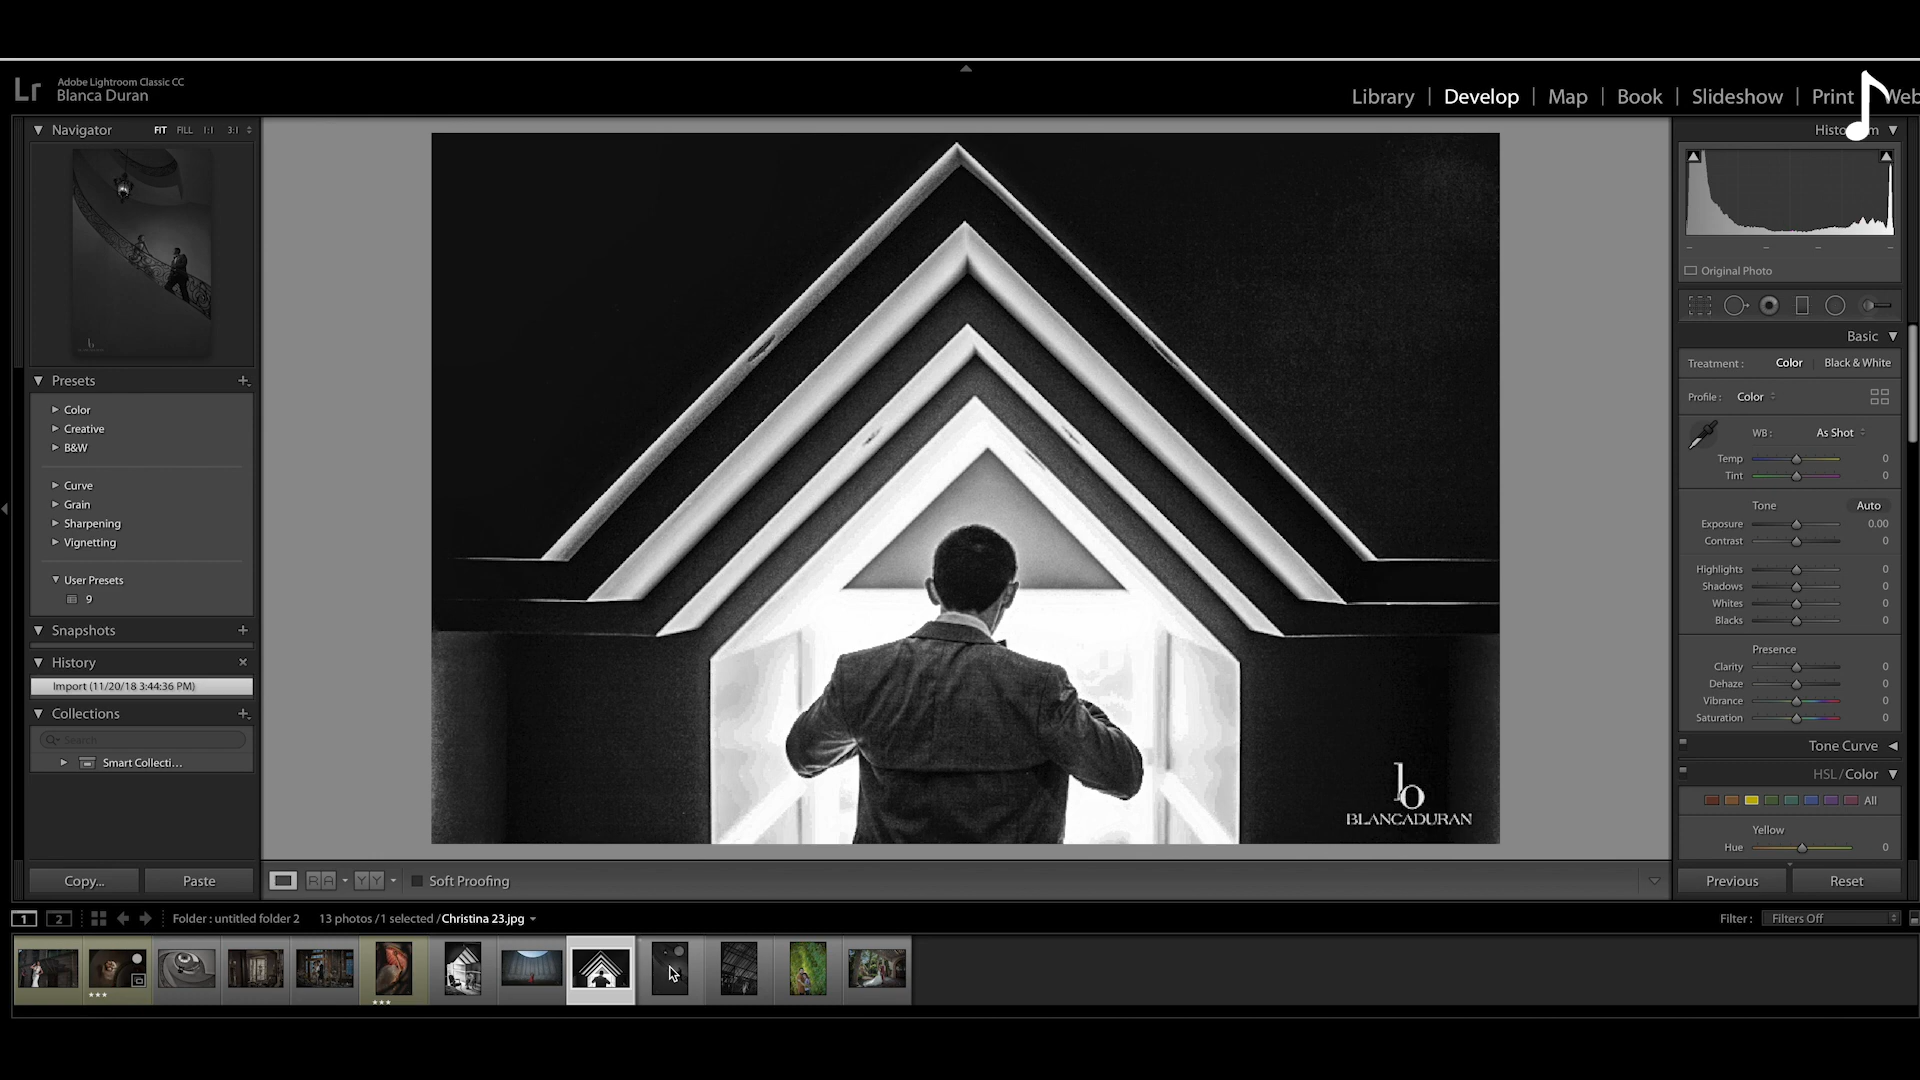 Lr
Adobe Lightroom Classic CC
Blanca Duran
Library | Develop | Map | Book | Slideshow | Print
Navigator FIT FILL 1:1 3:1
Original Photo
Basic
Treatment : Color Black & White
Profile : Color
WB : As Shot
Temp 0
Tint 0
Tone Auto
Exposure 0.00
Contrast 0
Highlights 0
Shadows 0
Whites 0
Blacks 0
Presence
Clarity 0
Dehaze 0
Vibrance 0
Saturation 0
Tone Curve
HSL / Color
All
Yellow
Hue 0
Previous Reset
Presets
Color
Creative
B&W
Curve
Grain
Sharpening
Vignetting
User Presets
9
Snapshots
History
Import (11/20/18 3:44:36 PM)
Collections
Search
Smart Collecti...
Copy... Paste
b
BLANCADURAN
R A Y Y Soft Proofing
1 2 Folder : untitled folder 2 13 photos / 1 selected / Christina 23.jpg
Filter : Filters Off